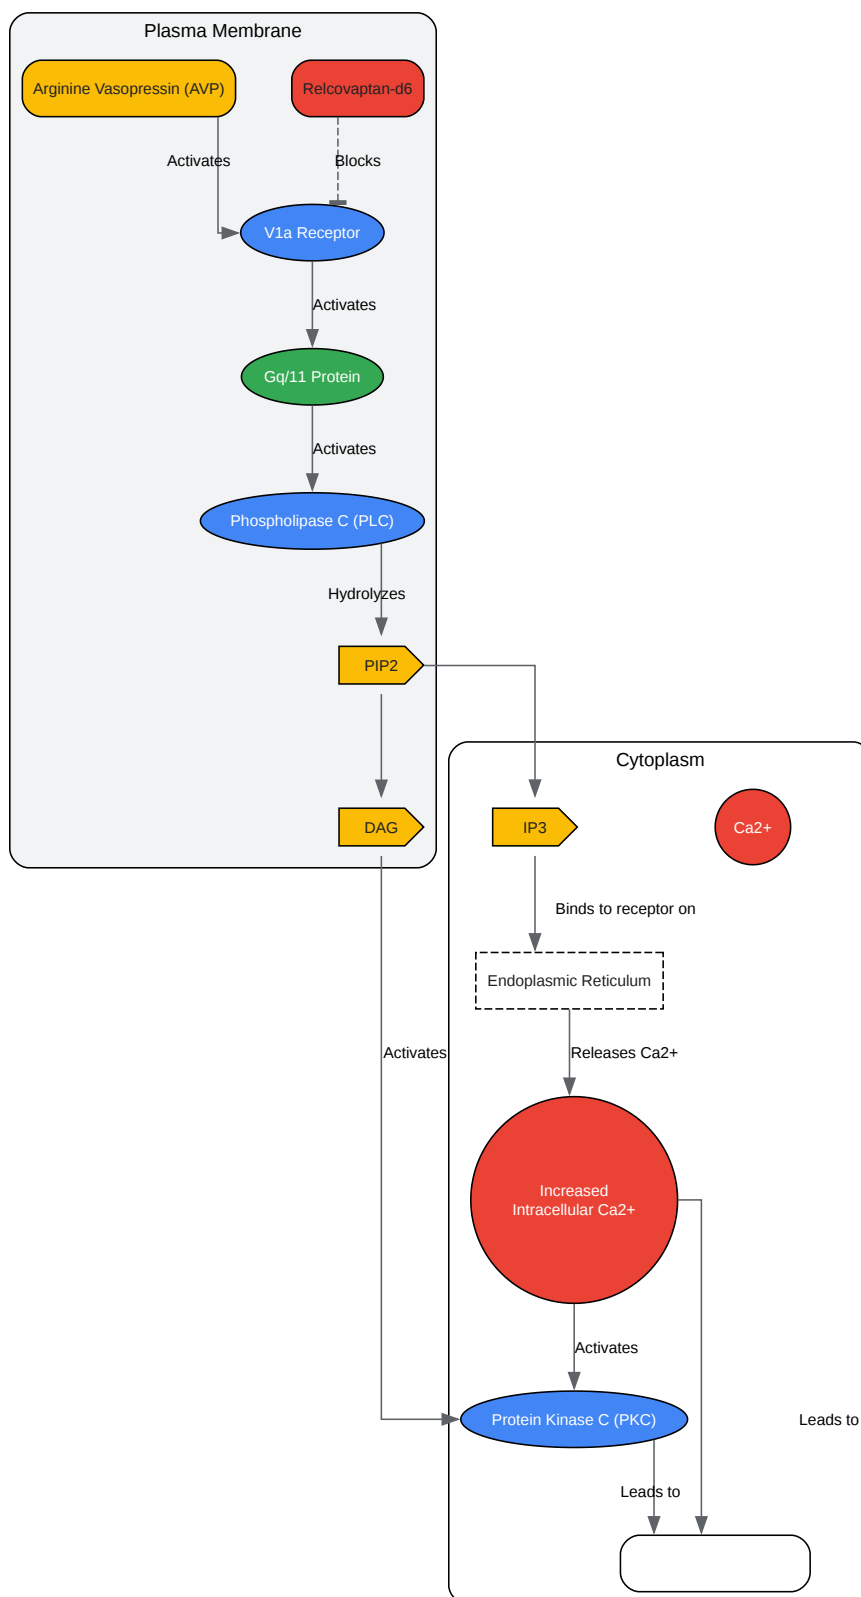 Plasma Membrane
Arginine Vasopressin (AVP)
Relcovaptan-d6
Activates
Blocks
V1a Receptor
Activates
Gq/11 Protein
Activates
Phospholipase C (PLC)
Hydrolyzes
PIP2
Cytoplasm
DAG
IP3
Ca2+
Binds to receptor on
Endoplasmic Reticulum
Activates
Releases Ca2+
Increased
Intracellular Ca2+
Activates
Protein Kinase C (PKC)
Leads to
Leads to